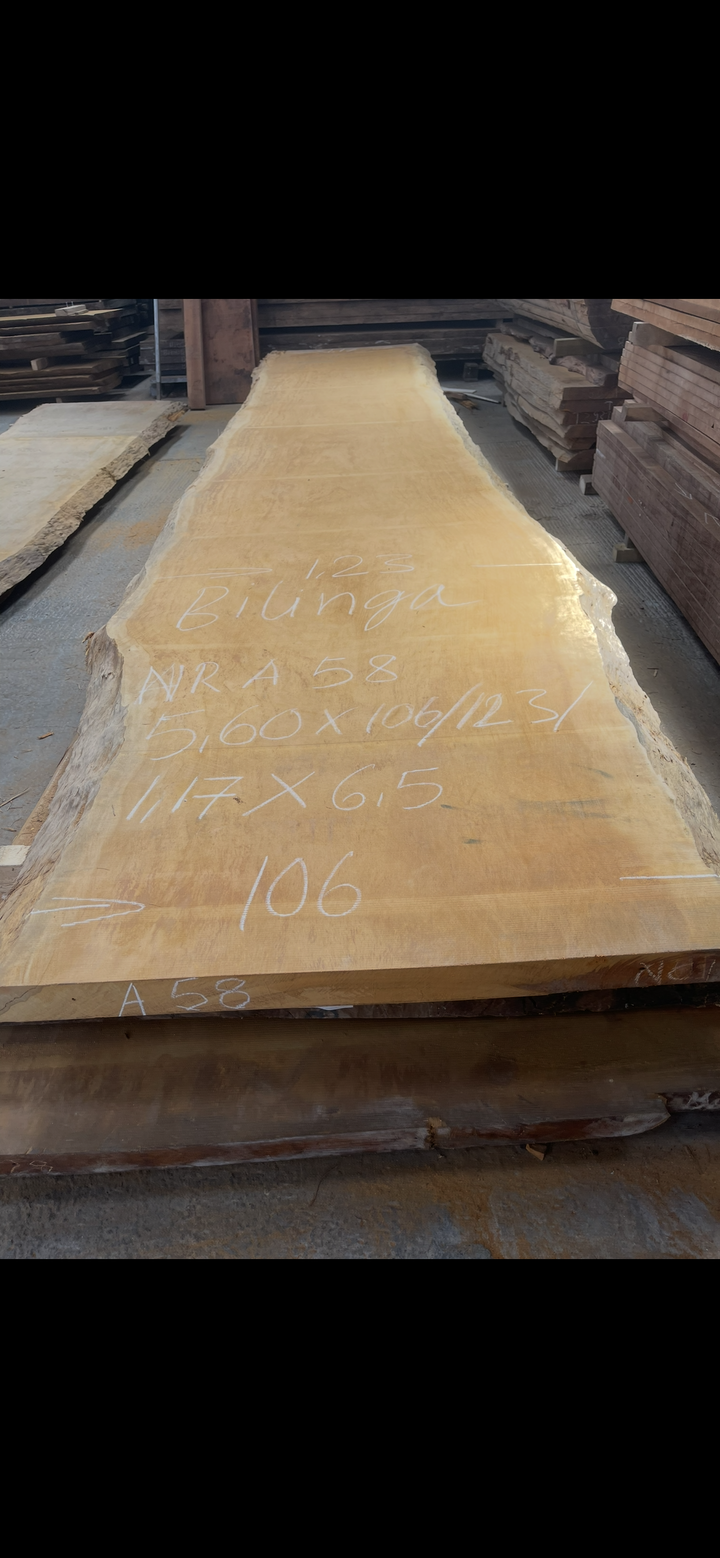 1,23
Bilinga
NR A 58
5,60 x 106/123/
1,17 x 6,5
106
A 58